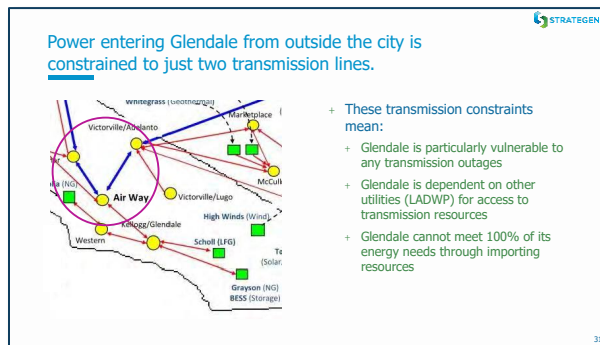 STRATEGEN
Power entering Glendale from outside the city is
constrained to just two transmission lines.
Whitegrass (Geothermal)
Marketplace
Victorville/Adelanto
McCul
(NG)
Air Way
Victorville/Lugo
High Winds (Wind)
Kellogg/Glendale
Western
Scholl (LFG)
(Solar,
Grayson (NG)
BESS (Storage)
+ These transmission constraints
mean:
+ Glendale is particularly vulnerable to
any transmission outages
+ Glendale is dependent on other
utilities (LADWP) for access to
transmission resources
+ Glendale cannot meet 100% of its
energy needs through importing
resources